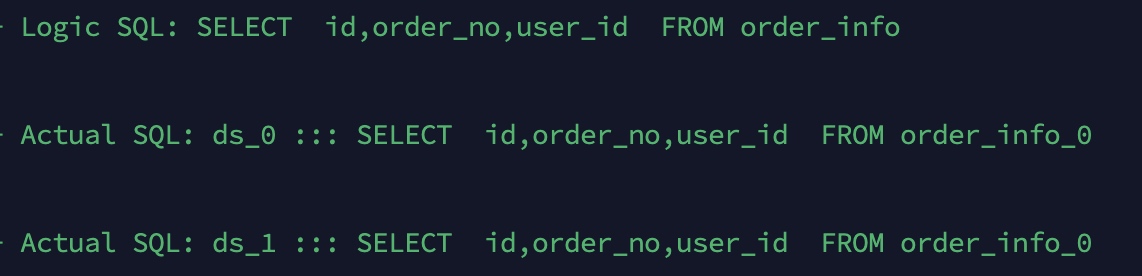 - Logic SQL: SELECT  id,order_no,user_id  FROM order_info
- Actual SQL: ds_0 ::: SELECT  id,order_no,user_id  FROM order_info_0
- Actual SQL: ds_1 ::: SELECT  id,order_no,user_id  FROM order_info_0